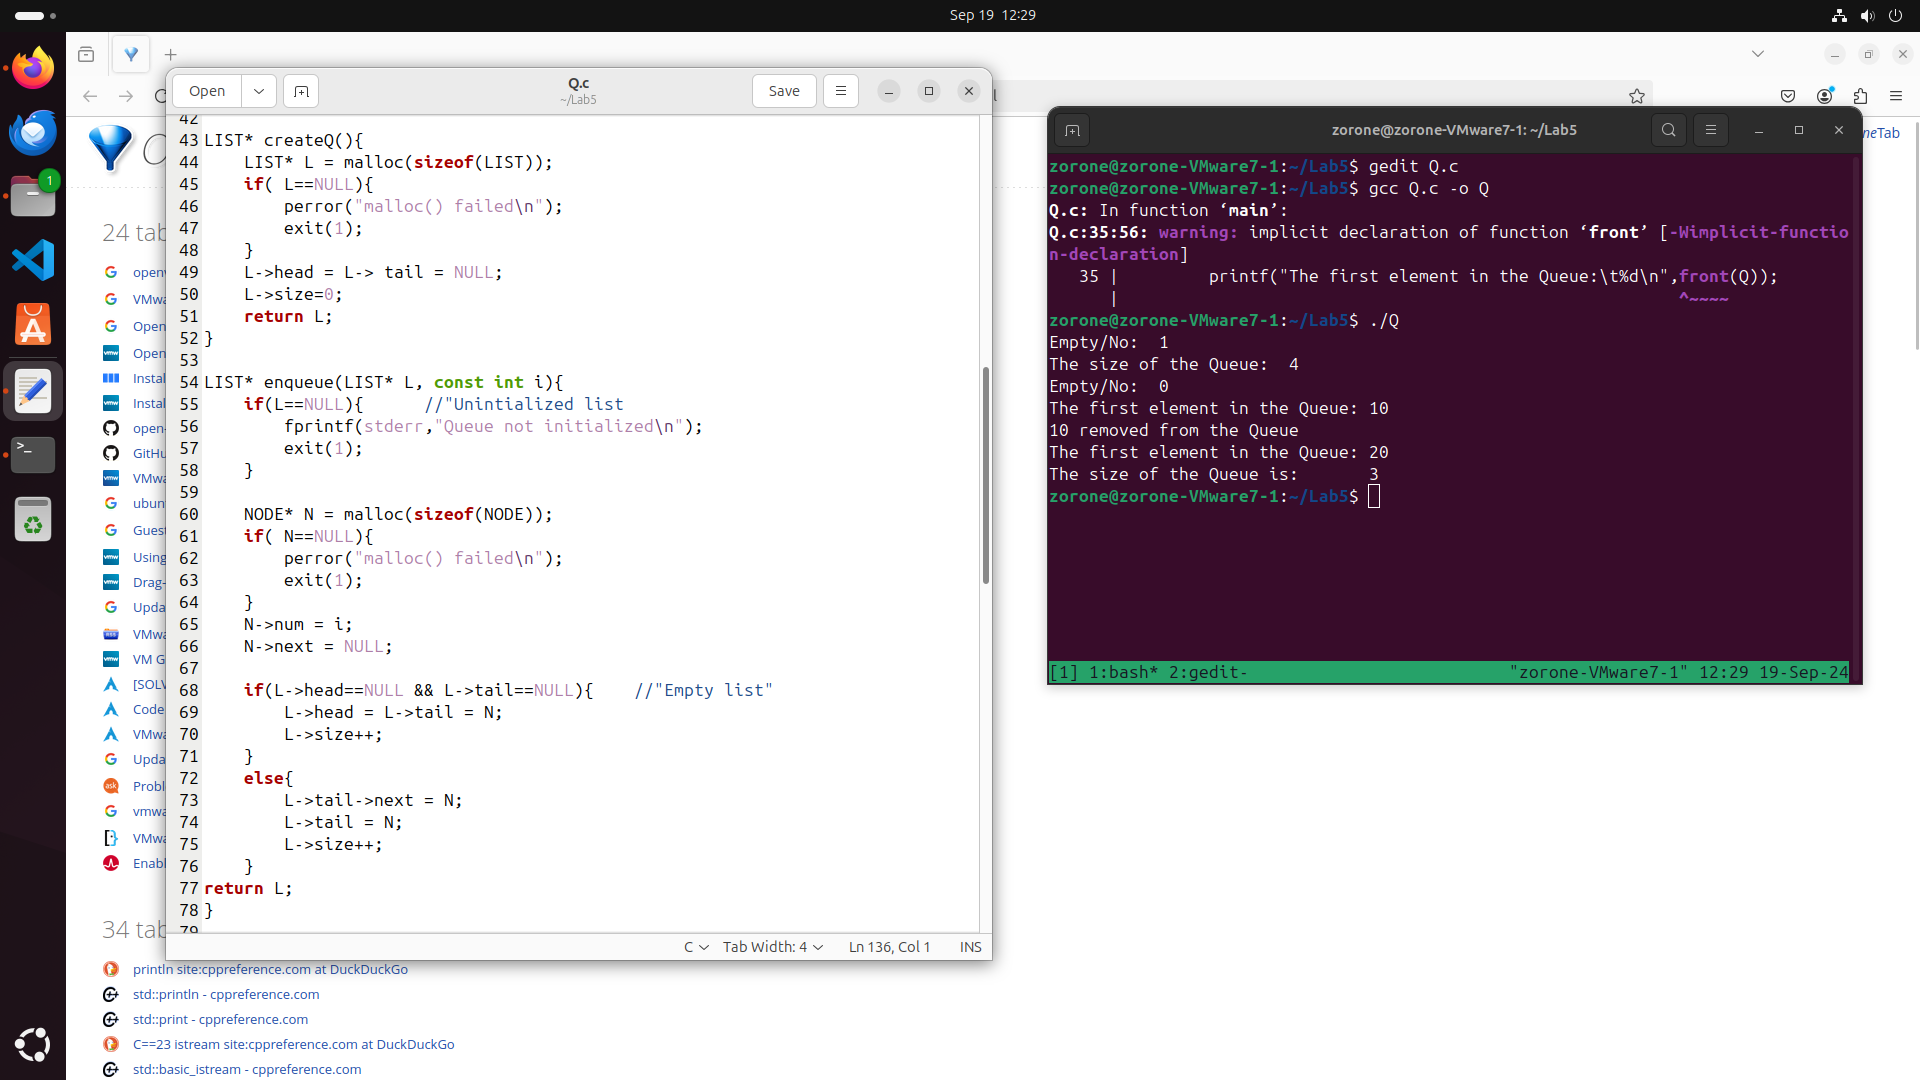 Sep 19 12:29
Open
Q.c
~/Lab5
Save
42
43 LIST* createQ(){
44     LIST* L = malloc(sizeof(LIST));
45     if( L==NULL){
46         perror("malloc() failed\n");
47         exit(1);
48     }
49     L->head = L-> tail = NULL;
50     L->size=0;
51     return L;
52 }
53
54 LIST* enqueue(LIST* L, const int i){
55     if(L==NULL){      //"Unintialized list
56         fprintf(stderr,"Queue not initialized\n");
57         exit(1);
58     }
59
60     NODE* N = malloc(sizeof(NODE));
61     if( N==NULL){
62         perror("malloc() failed\n");
63         exit(1);
64     }
65     N->num = i;
66     N->next = NULL;
67
68     if(L->head==NULL && L->tail==NULL){    //"Empty list"
69         L->head = L->tail = N;
70         L->size++;
71     }
72     else{
73         L->tail->next = N;
74         L->tail = N;
75         L->size++;
76     }
77 return L;
78 }
79
C
Tab Width: 4
Ln 136, Col 1
INS
zorone@zorone-VMware7-1: ~/Lab5
zorone@zorone-VMware7-1:~/Lab5$ gedit Q.c
zorone@zorone-VMware7-1:~/Lab5$ gcc Q.c -o Q
Q.c: In function ‘main’:
Q.c:35:56: warning: implicit declaration of function ‘front’ [-Wimplicit-functio
n-declaration]
   35 |         printf("The first element in the Queue:\t%d\n",front(Q));
      |                                                        ^~~~~
zorone@zorone-VMware7-1:~/Lab5$ ./Q
Empty/No:  1
The size of the Queue:  4
Empty/No:  0
The first element in the Queue: 10
10 removed from the Queue
The first element in the Queue: 20
The size of the Queue is:       3
zorone@zorone-VMware7-1:~/Lab5$
[1] 1:bash* 2:gedit-    "zorone-VMware7-1" 12:29 19-Sep-24
neTab
24 tab
open
VMwa
Open
Open
Instal
Instal
open-
GitHu
VMwa
ubun
Guest
Using
Drag-
Upda
VMwa
VM G
[SOLV
Code
VMwa
Upda
Probl
vmwa
VMwa
Enabl
34 tab
println site:cppreference.com at DuckDuckGo
std::println - cppreference.com
std::print - cppreference.com
C==23 istream site:cppreference.com at DuckDuckGo
std::basic_istream - cppreference.com
1